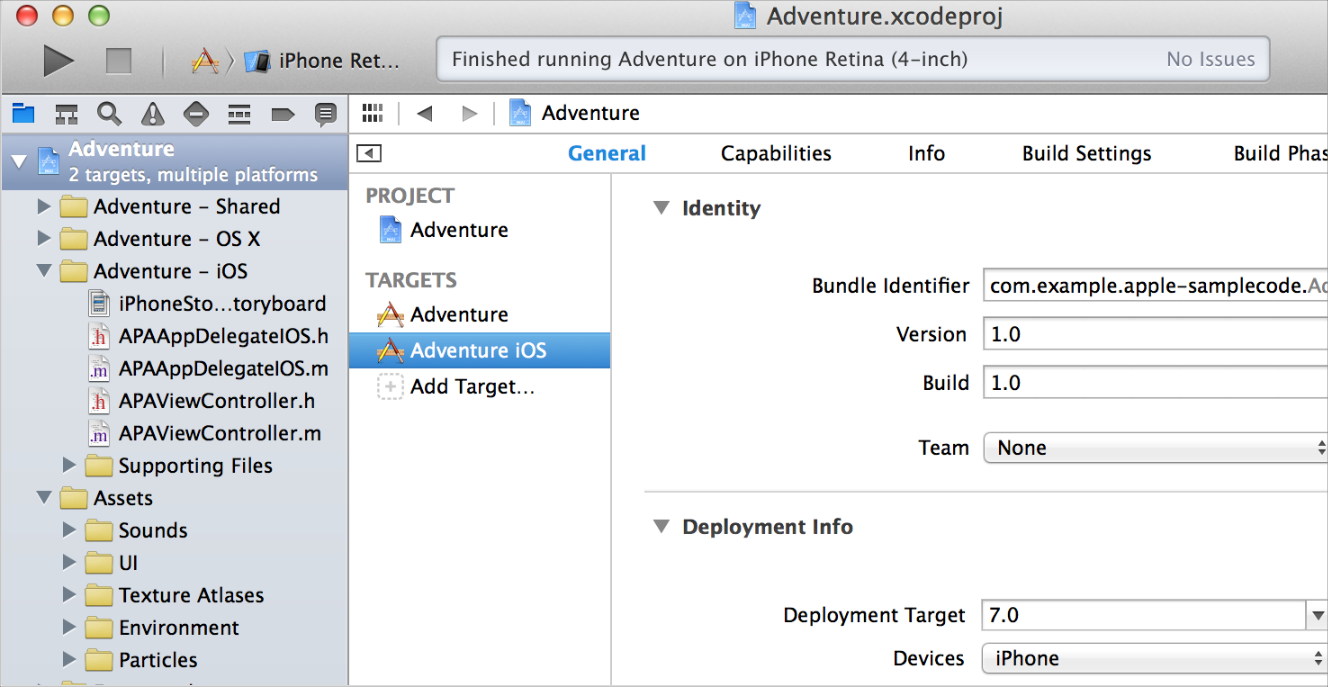 Adventure.xcodeproj
iPhone Ret...
Finished running Adventure on iPhone Retina (4-inch)
No Issues
Adventure
Adventure
2 targets, multiple platforms
Adventure – Shared
Adventure – OS X
Adventure – iOS
iPhoneSto...toryboard
APAAppDelegateIOS.h
APAAppDelegateIOS.m
APAViewController.h
APAViewController.m
Supporting Files
Assets
Sounds
UI
Texture Atlases
Environment
Particles
General
Capabilities
Info
Build Settings
Build Phas
PROJECT
Adventure
TARGETS
Adventure
Adventure iOS
Add Target...
Identity
Bundle Identifier
com.example.apple-samplecode.Ad
Version
1.0
Build
1.0
Team
None
Deployment Info
Deployment Target
7.0
Devices
iPhone